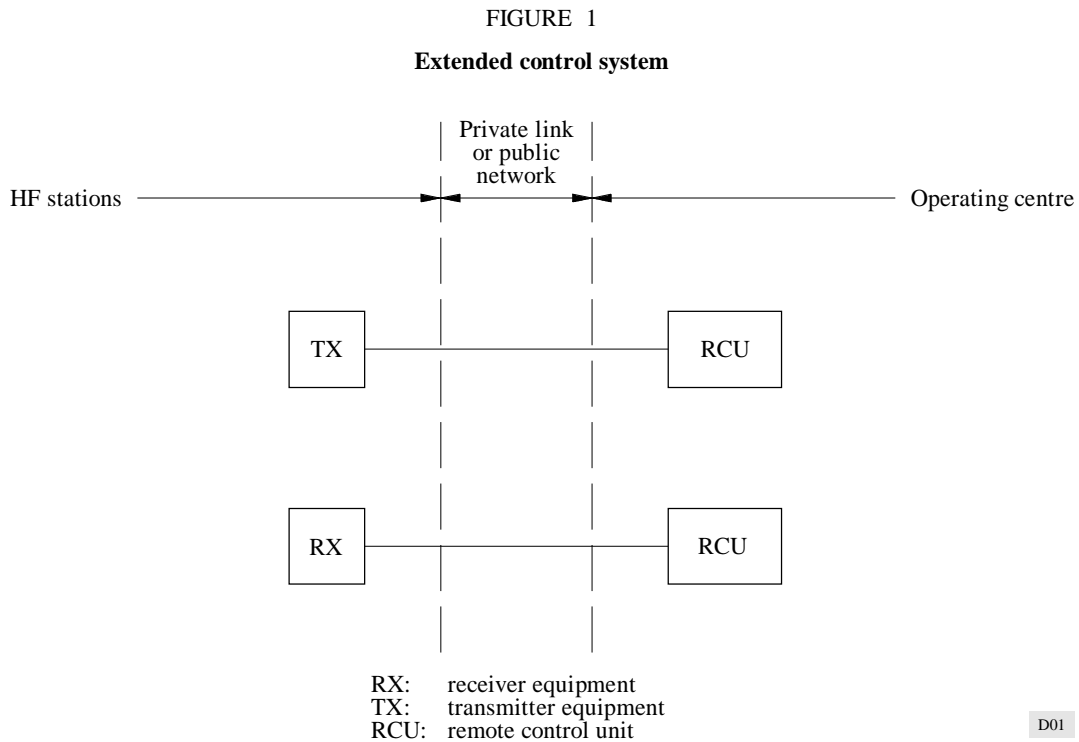 FIGURE 1
Extended control system
Private link
or public
network
HF stations
Operating centre
TX
RCU
RX
RCU
RX: receiver equipment
TX: transmitter equipment
RCU: remote control unit
D01